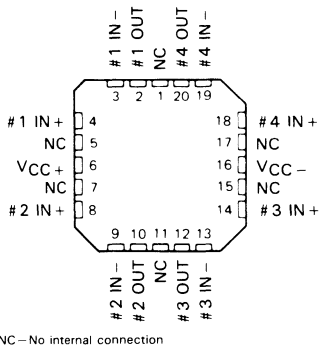 #1 IN−
#1 OUT
NC
#4 OUT
#4 IN−
3 2 1 20 19
#1 IN+ 4
NC 5
VCC+ 6
NC 7
#2 IN+ 8
18 #4 IN+
17 NC
16 VCC−
15 NC
14 #3 IN+
9 10 11 12 13
#2 IN−
#2 OUT
NC
#3 OUT
#3 IN−
NC−No internal connection